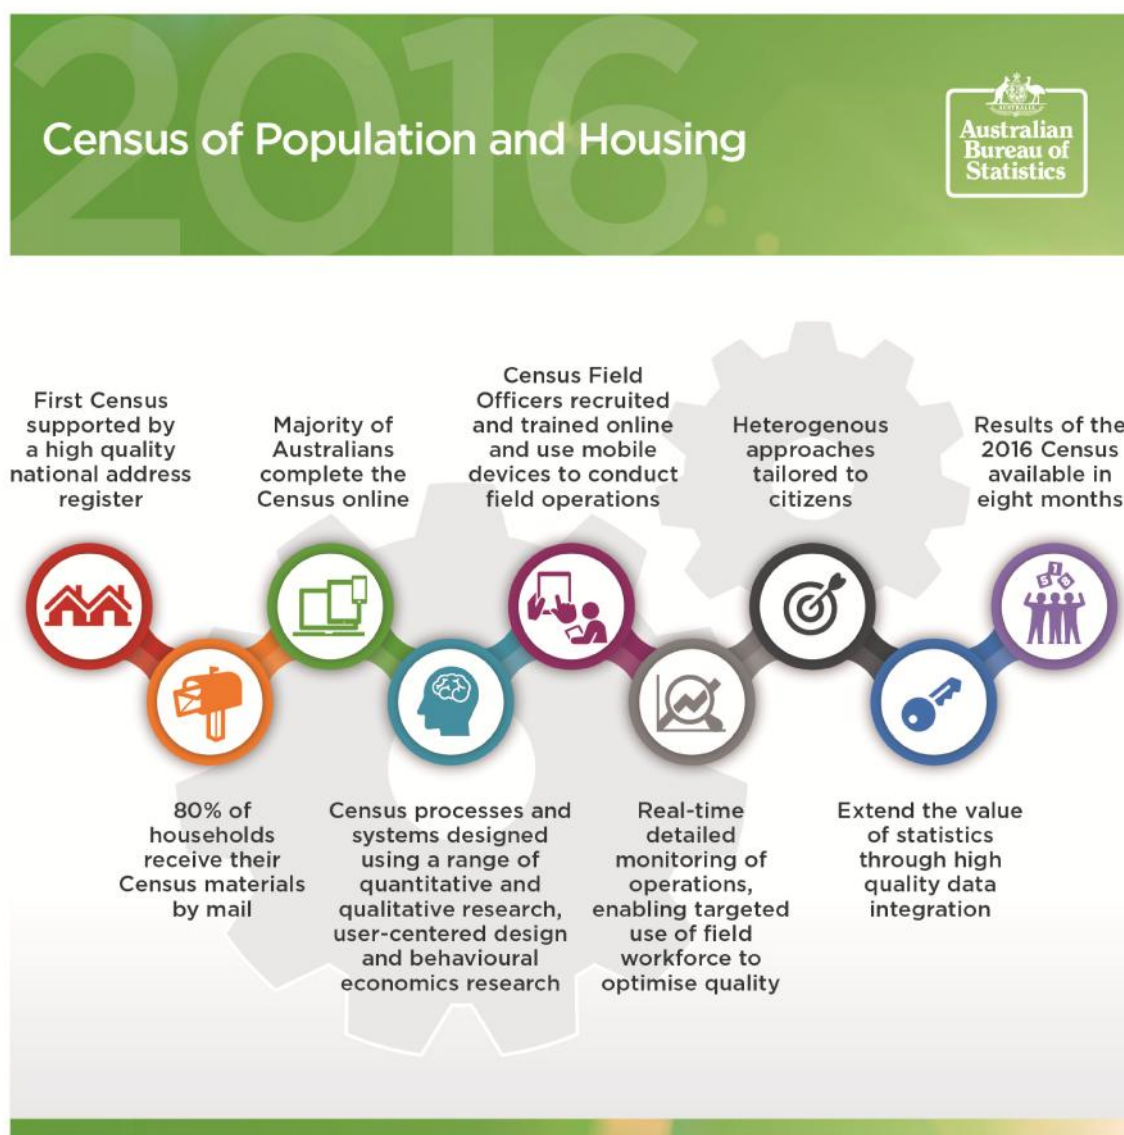 2016
Census of Population and Housing
AUSTRALIA
Australian
Bureau of
Statistics
First Census
supported by
a high quality
national address
register
80% of
households
receive their
Census materials
by mail
Majority of
Australians
complete the
Census online
Census processes and
systems designed
using a range of
quantitative and
qualitative research,
user-centered design
and behavioural
economics research
Census Field
Officers recruited
and trained online
and use mobile
devices to conduct
field operations
Real-time
detailed
monitoring of
operations,
enabling targeted
use of field
workforce to
optimise quality
Heterogenous
approaches
tailored to
citizens
Extend the value
of statistics
through high
quality data
integration
Results of the
2016 Census
available in
eight months
5 1 8